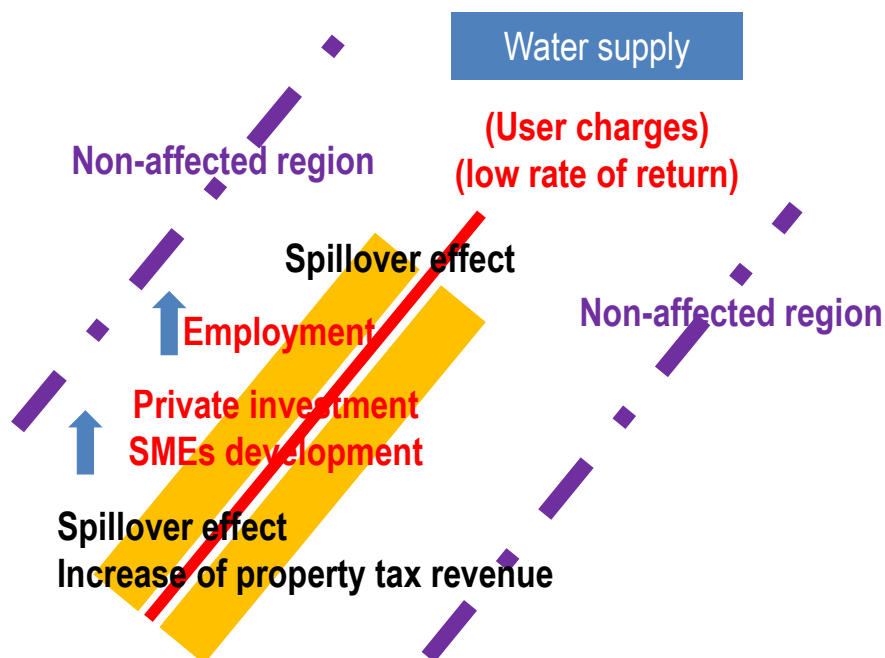 Water supply
(User charges)
(low rate of return)
Non-affected region
Spillover effect
Non-affected region
Employment
Private investment
SMEs development
Spillover effect
Increase of property tax revenue